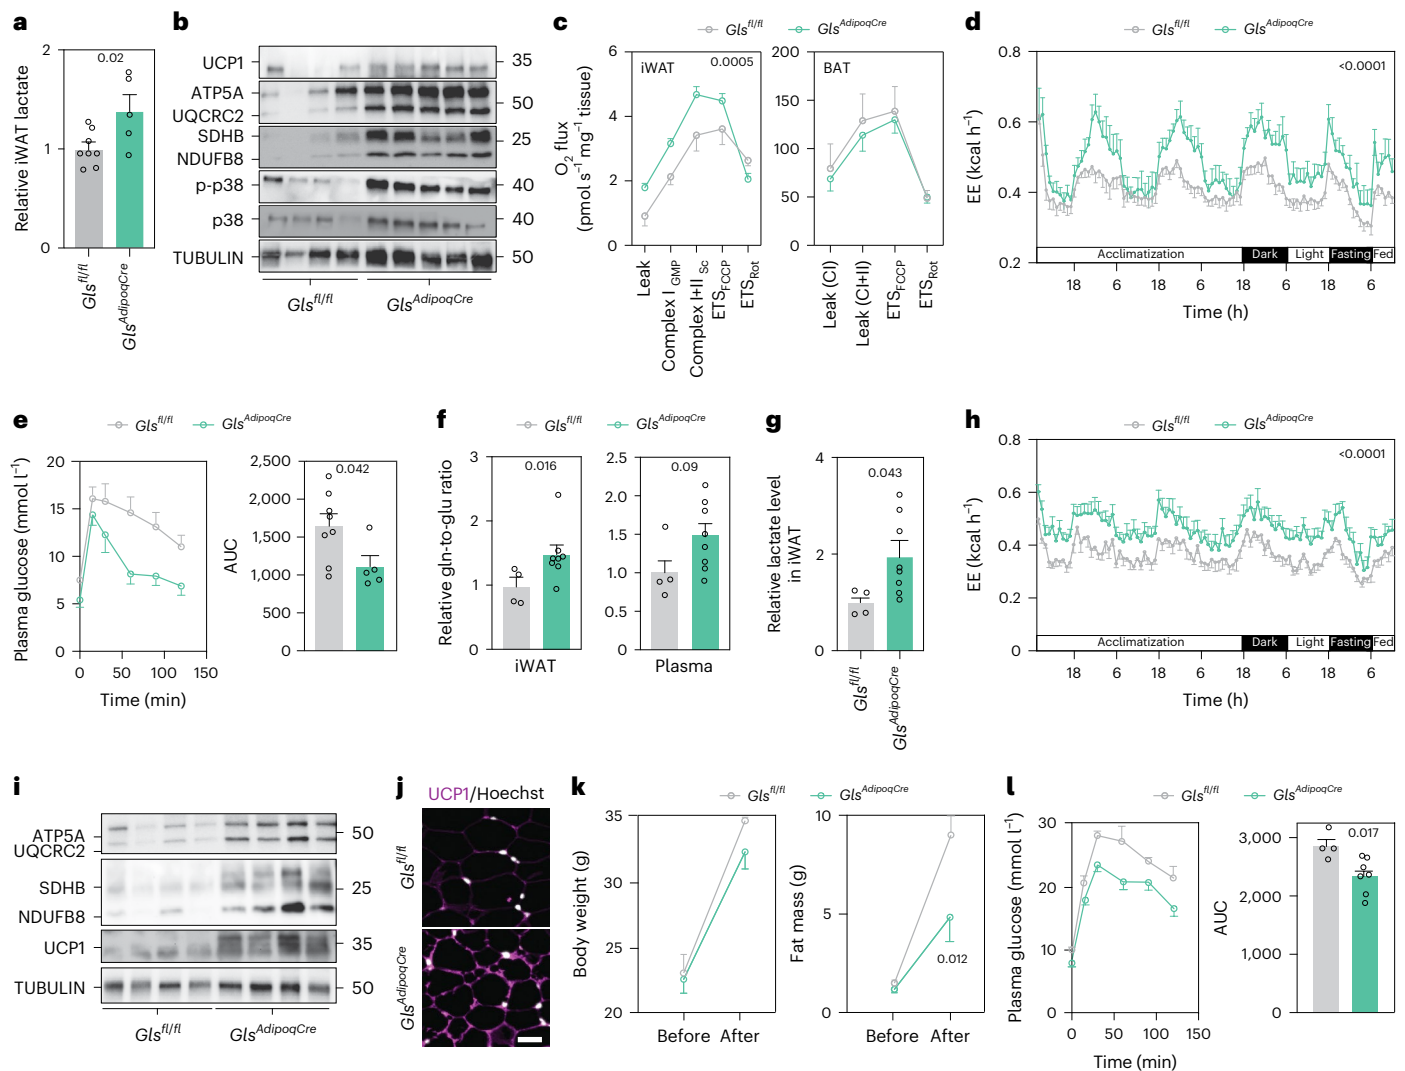 a
Relative iWAT lactate
2
1
0
0.02
Gls^fl/fl
Gls^AdipoqCre
b
UCP1
ATP5A
UQCRC2
SDHB
NDUFB8
p-p38
p38
TUBULIN
35
50
25
40
40
50
Gls^fl/fl
Gls^AdipoqCre
c
Gls^fl/fl
Gls^AdipoqCre
O2 flux
(pmol s−1 mg−1 tissue)
6
4
2
0
iWAT
0.0005
Leak
Complex I GMP
Complex I+II Sc
ETS FCCP
ETS Rot
200
150
100
50
0
BAT
Leak (CI)
Leak (CI+II)
ETS FCCP
ETS Rot
d
Gls^fl/fl
Gls^AdipoqCre
EE (kcal h−1)
0.8
0.6
0.4
0.2
<0.0001
Acclimatization
Dark
Light
Fasting
Fed
18
6
18
6
18
6
18
6
Time (h)
e
Gls^fl/fl
Gls^AdipoqCre
Plasma glucose (mmol l−1)
20
15
10
5
0
0
50
100
150
Time (min)
AUC
2,500
2,000
1,500
1,000
500
0
0.042
f
Gls^fl/fl
Gls^AdipoqCre
Relative gln-to-glu ratio
3
2
1
0
0.016
iWAT
2.5
2.0
1.5
1.0
0.5
0
0.09
Plasma
g
Relative lactate level
in iWAT
4
2
0
0.043
Gls^fl/fl
Gls^AdipoqCre
h
Gls^fl/fl
Gls^AdipoqCre
EE (kcal h−1)
0.8
0.6
0.4
0.2
0
<0.0001
Acclimatization
Dark
Light
Fasting
Fed
18
6
18
6
18
6
18
6
Time (h)
i
ATP5A
UQCRC2
SDHB
NDUFB8
UCP1
TUBULIN
50
25
35
50
Gls^fl/fl
Gls^AdipoqCre
j
UCP1/Hoechst
Gls^fl/fl
Gls^AdipoqCre
k
Gls^fl/fl
Gls^AdipoqCre
Body weight (g)
35
30
25
20
Before After
Fat mass (g)
10
5
0
0.012
Before After
l
Gls^fl/fl
Gls^AdipoqCre
Plasma glucose (mmol l−1)
30
20
10
0
0
50
100
150
Time (min)
AUC
3,000
2,000
1,000
0
0.017